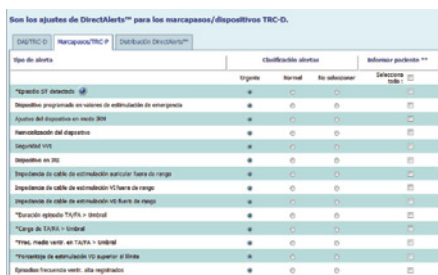 Son los ajustes de DirectAlerts™ para los marcapasos/dispositivos TRC-D.
DAI/TRC-D Marcapasos/TRC-P Distribución DirectAlerts™
Tipo de alerta Clasificación alertas Informar paciente **
Urgente Normal No seleccionar Selecciona todo :
*Episodio ST detectado
Dispositivo programado en valores de estimulación de emergencia
Ajustes del dispositivo en modo IRM
Reinicialización del dispositivo
Seguridad VVI
Dispositivo en IRE
Impedancia de cable de estimulación auricular fuera de rango
Impedancia de cable de estimulación VI fuera de rango
Impedancia de cable de estimulación VD fuera de rango
*Duración episodio TA/FA > Umbral
*Carga de TA/FA > Umbral
*Frec. media ventr. en TA/FA > Umbral
*Porcentaje de estimulación VD superior al límite
Episodios frecuencia ventr. alta registrados